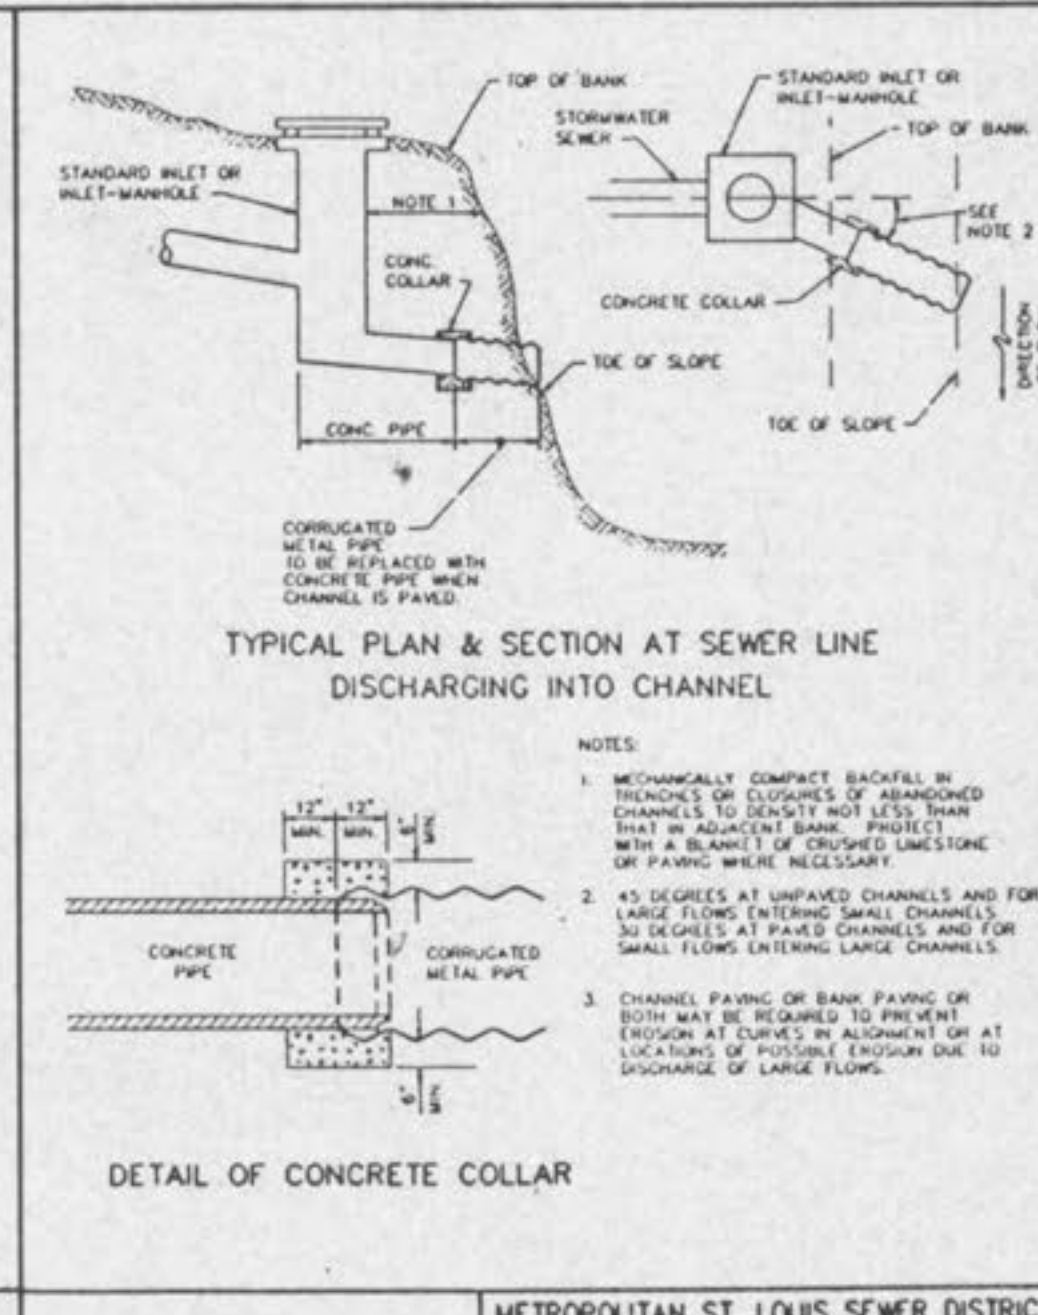 TOP OF BANK
STANDARD INLET OR
INLET-MANHOLE
NOTE 1
CONC.
COLLAR
TOE OF SLOPE
CONC. PIPE
CORRUGATED
METAL PIPE
TO BE REPLACED WITH
CONCRETE PIPE WHEN
CHANNEL IS PAVED.
STANDARD INLET OR
INLET-MANHOLE
STORMWATER
SEWER
TOP OF BANK
SEE
NOTE 2
CONCRETE COLLAR
DIRECTION
TOE OF SLOPE
TYPICAL PLAN & SECTION AT SEWER LINE
DISCHARGING INTO CHANNEL
12" 12"
MIN. MIN.
6"
MIN.
CONCRETE
PIPE
CORRUGATED
METAL PIPE
6"
MIN.
DETAIL OF CONCRETE COLLAR
NOTES:
1. MECHANICALLY COMPACT BACKFILL IN
TRENCHES OR CLOSURES OF ABANDONED
CHANNELS TO DENSITY NOT LESS THAN
THAT IN ADJACENT BANK. PROTECT
WITH A BLANKET OF CRUSHED LIMESTONE
OR PAVING WHERE NECESSARY.
2. 45 DEGREES AT UNPAVED CHANNELS AND FOR
LARGE FLOWS ENTERING SMALL CHANNELS
30 DEGREES AT PAVED CHANNELS AND FOR
SMALL FLOWS ENTERING LARGE CHANNELS.
3. CHANNEL PAVING OR BANK PAVING OR
BOTH MAY BE REQUIRED TO PREVENT
EROSION AT CURVES IN ALIGNMENT OR AT
LOCATIONS OF POSSIBLE EROSION DUE TO
DISCHARGE OF LARGE FLOWS.
METROPOLITAN ST. LOUIS SEWER DISTRIC